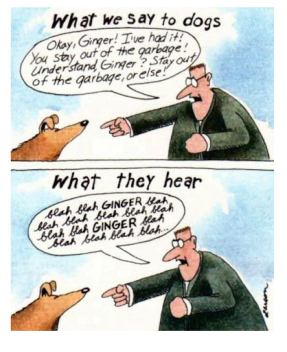 What we say to dogs
Okay, Ginger! I've had it!
You stay out of the garbage!
Understand, Ginger? Stay out
of the garbage, or else!
What they hear
blah blah GINGER blah
blah blah blah blah blah
blah blah GINGER blah
blah blah blah blah...
Larson